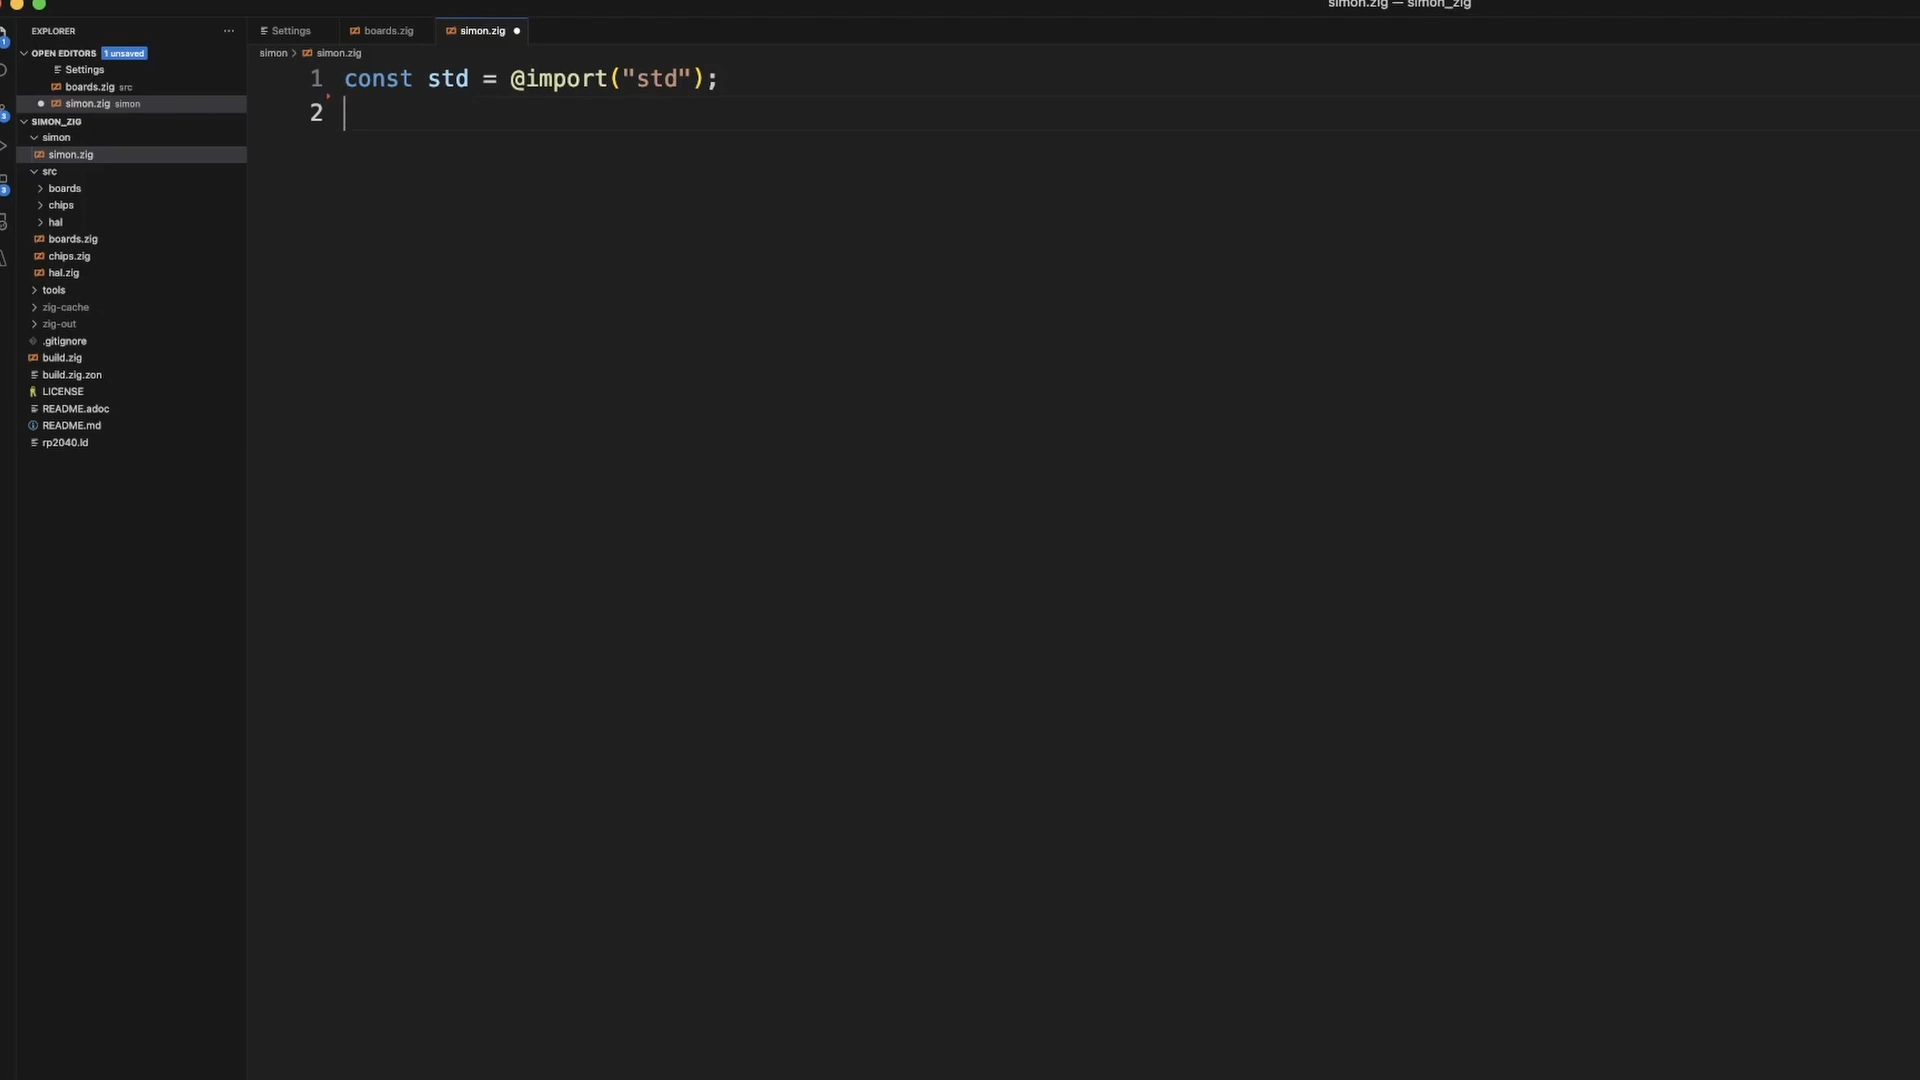 simon.zig — simon_zig
EXPLORER
OPEN EDITORS 1 unsaved
Settings
boards.zig src
simon.zig simon
SIMON_ZIG
simon
simon.zig
src
boards
chips
hal
boards.zig
chips.zig
hal.zig
tools
zig-cache
zig-out
.gitignore
build.zig
build.zig.zon
LICENSE
README.adoc
README.md
rp2040.ld
Settings boards.zig simon.zig
simon > simon.zig
1 const std = @import("std");
2
1
3
3